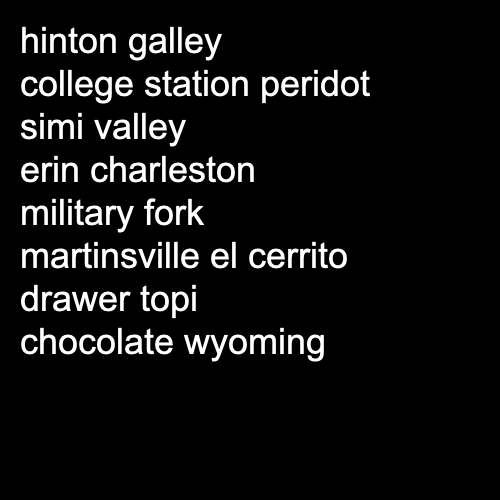 hinton galley
college station peridot
simi valley
erin charleston
military fork
martinsville el cerrito
drawer topi
chocolate wyoming